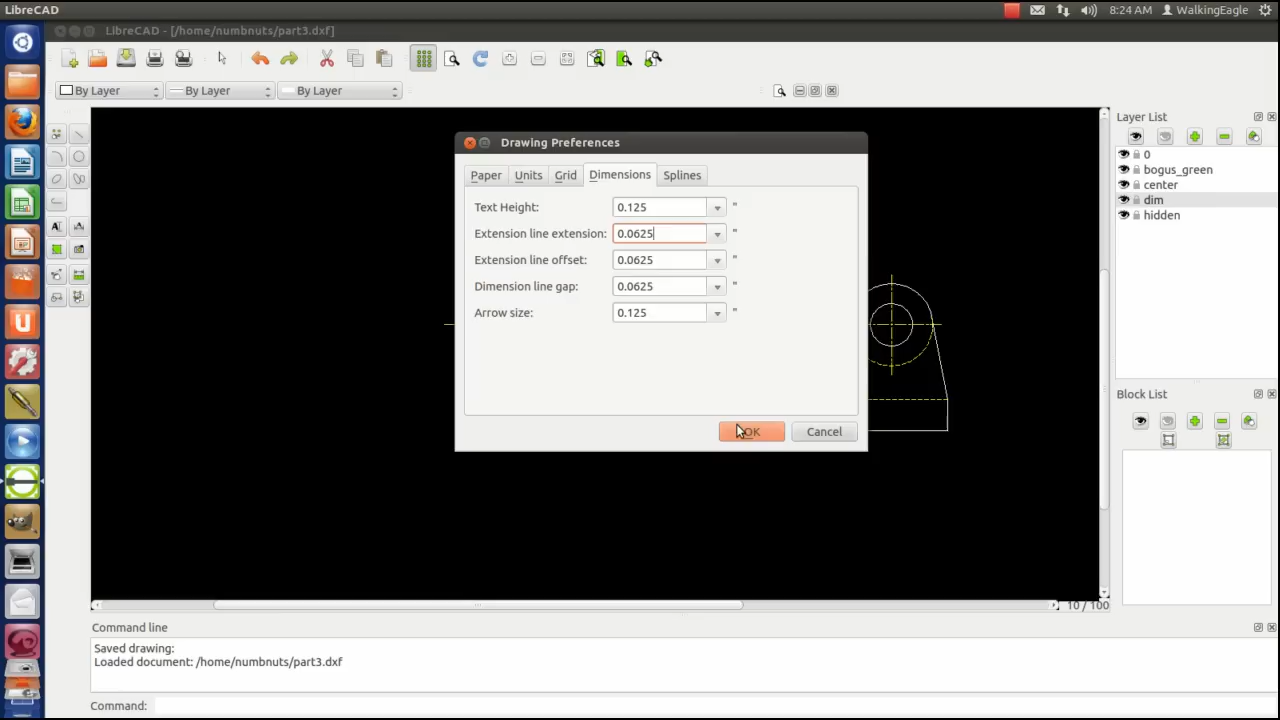 LibreCAD
8:24 AM
WalkingEagle
LibreCAD - [/home/numbnuts/part3.dxf]
By Layer
By Layer
By Layer
Layer List
0
bogus_green
center
dim
hidden
Drawing Preferences
Paper
Units
Grid
Dimensions
Splines
Text Height:
0.125
"
Extension line extension:
0.0625
"
Extension line offset:
0.0625
"
Dimension line gap:
0.0625
"
Arrow size:
0.125
"
OK
Cancel
Block List
10 / 100
Command line
Saved drawing:
Loaded document: /home/numbnuts/part3.dxf
Command: